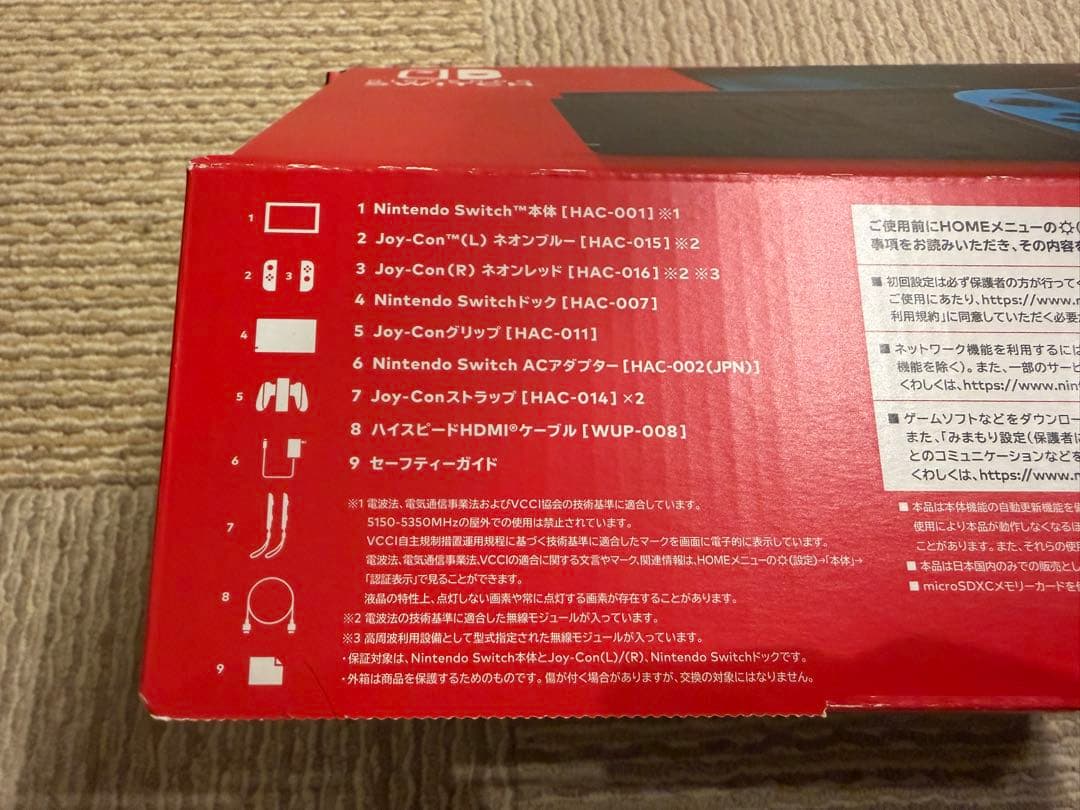 SWITCH
1 Nintendo Switch™本体 [HAC-001] ※1
2 Joy-Con™(L) ネオンブルー [HAC-015] ※2
3 Joy-Con(R) ネオンレッド [HAC-016] ※2 ※3
4 Nintendo Switchドック [HAC-007]
5 Joy-Conグリップ [HAC-011]
6 Nintendo Switch ACアダプター [HAC-002(JPN)]
7 Joy-Conストラップ [HAC-014] ×2
8 ハイスピードHDMI®ケーブル [WUP-008]
9 セーフティーガイド
1
2 3
4
5
6
7
8
9
※1 電波法、電気通信事業法およびVCCI協会の技術基準に適合しています。
5150-5350MHzの屋外での使用は禁止されています。
VCCI自主規制措置運用規程に基づく技術基準に適合したマークを画面に電子的に表示しています。
電波法、電気通信事業法、VCCIの適合に関する文言やマーク、関連情報は、HOMEメニューの(設定)→「本体」→
「認証表示」で見ることができます。
液晶の特性上、点灯しない画素や常に点灯する画素が存在することがあります。
※2 電波法の技術基準に適合した無線モジュールが入っています。
※3 高周波利用設備として型式指定された無線モジュールが入っています。
・保証対象は、Nintendo Switch本体とJoy-Con(L)/(R)、Nintendo Switchドックです。
・外箱は商品を保護するためのものです。傷が付く場合がありますが、交換の対象にはなりません。
ご使用前にHOMEメニューの
事項をお読みいただき、その内容
■ 初回設定は必ず保護者の方が行って
ご使用にあたり、https://www.n
利用規約」に同意していただく必要
■ ネットワーク機能を利用するには
機能を除く)。また、一部のサービ
くわしくは、https://www.nin
■ ゲームソフトなどをダウンロー
また、「みまもり設定(保護者
とのコミュニケーションなどを
くわしくは、https://www.n
■ 本品は本体機能の自動更新機能を
使用により本品が動作しなくなる
ことがあります。また、それらの使
■ 本品は日本国内のみでの販売とし
■ microSDXCメモリーカードを